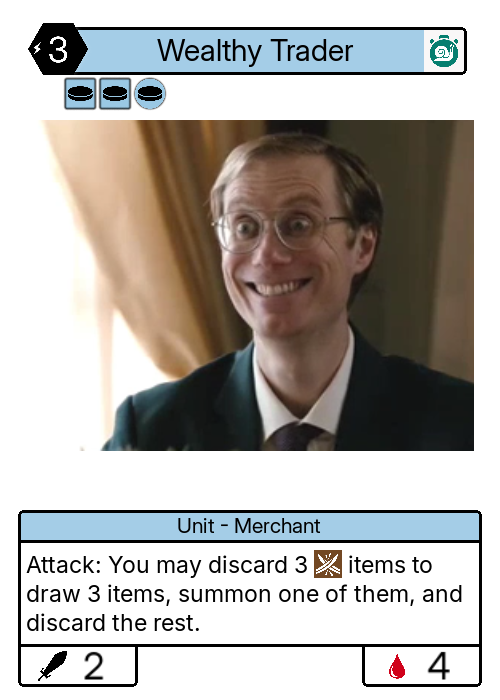 3
Wealthy Trader
Unit - Merchant
Attack: You may discard 3 items to
draw 3 items, summon one of them, and
discard the rest.
2
4